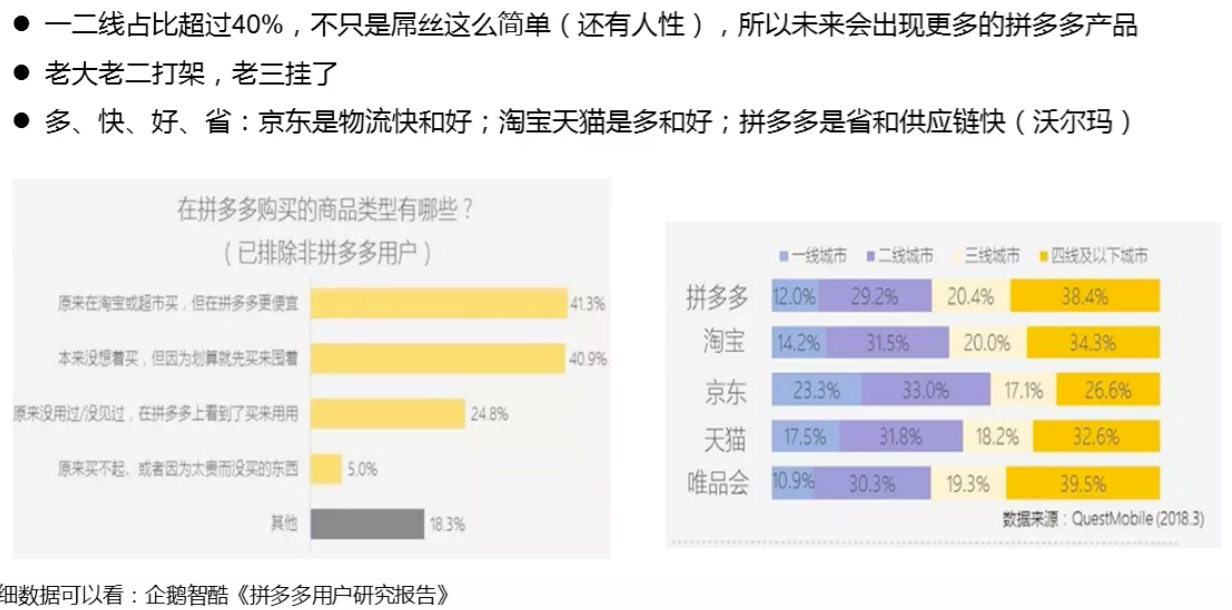 ● 一二线占比超过40%，不只是屌丝这么简单（还有人性），所以未来会出现更多的拼多多产品
● 老大老二打架，老三挂了
● 多、快、好、省：京东是物流快和好；淘宝天猫是多和好；拼多多是省和供应链快（沃尔玛）
在拼多多购买的商品类型有哪些？
（已排除非拼多多用户）
原来在淘宝或超市买，但在拼多多更便宜 41.3%
本来没想着买，但因为划算就先买来囤着 40.9%
原来没用过/没见过，在拼多多上看到了买来用用 24.8%
原来买不起、或者因为太贵而没买的东西 5.0%
其他 18.3%
一线城市 二线城市 三线城市 四线及以下城市
拼多多 12.0% 29.2% 20.4% 38.4%
淘宝 14.2% 31.5% 20.0% 34.3%
京东 23.3% 33.0% 17.1% 26.6%
天猫 17.5% 31.8% 18.2% 32.6%
唯品会 10.9% 30.3% 19.3% 39.5%
数据来源：QuestMobile (2018.3)
细数据可以看：企鹅智酷《拼多多用户研究报告》